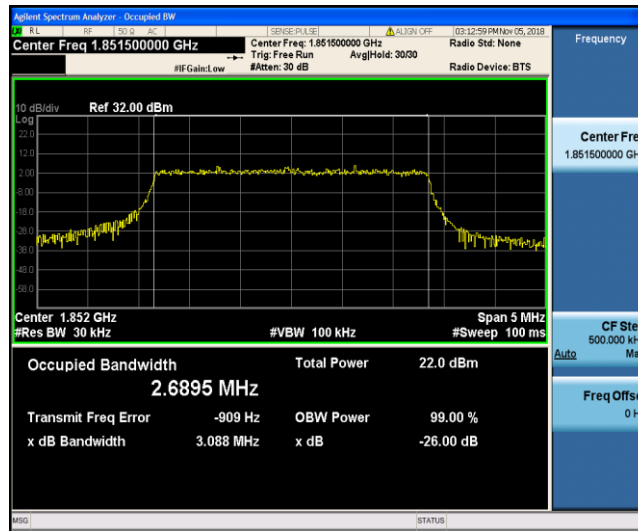 Agilent Spectrum Analyzer - Occupied BW
RL RF 50 Ω AC SENSE:PULSE ALIGN OFF 03:12:59 PM Nov 05, 2018
Center Freq 1.851500000 GHz
Center Freq: 1.851500000 GHz
Radio Std: None
Trig: Free Run Avg|Hold: 30/30
#IFGain:Low #Atten: 30 dB Radio Device: BTS
Frequency
10 dB/div Ref 32.00 dBm
Log
22.0
12.0
2.00
-8.00
-18.0
-28.0
-38.0
-48.0
-58.0
Center Fre
1.851500000 GH
Center 1.852 GHz Span 5 MHz
#Res BW 30 kHz #VBW 100 kHz #Sweep 100 ms
CF Ste
500.000 kH
Auto Ma
Occupied Bandwidth Total Power 22.0 dBm
2.6895 MHz
Transmit Freq Error -909 Hz OBW Power 99.00 %
x dB Bandwidth 3.088 MHz x dB -26.00 dB
Freq Offse
0 H
MSG STATUS